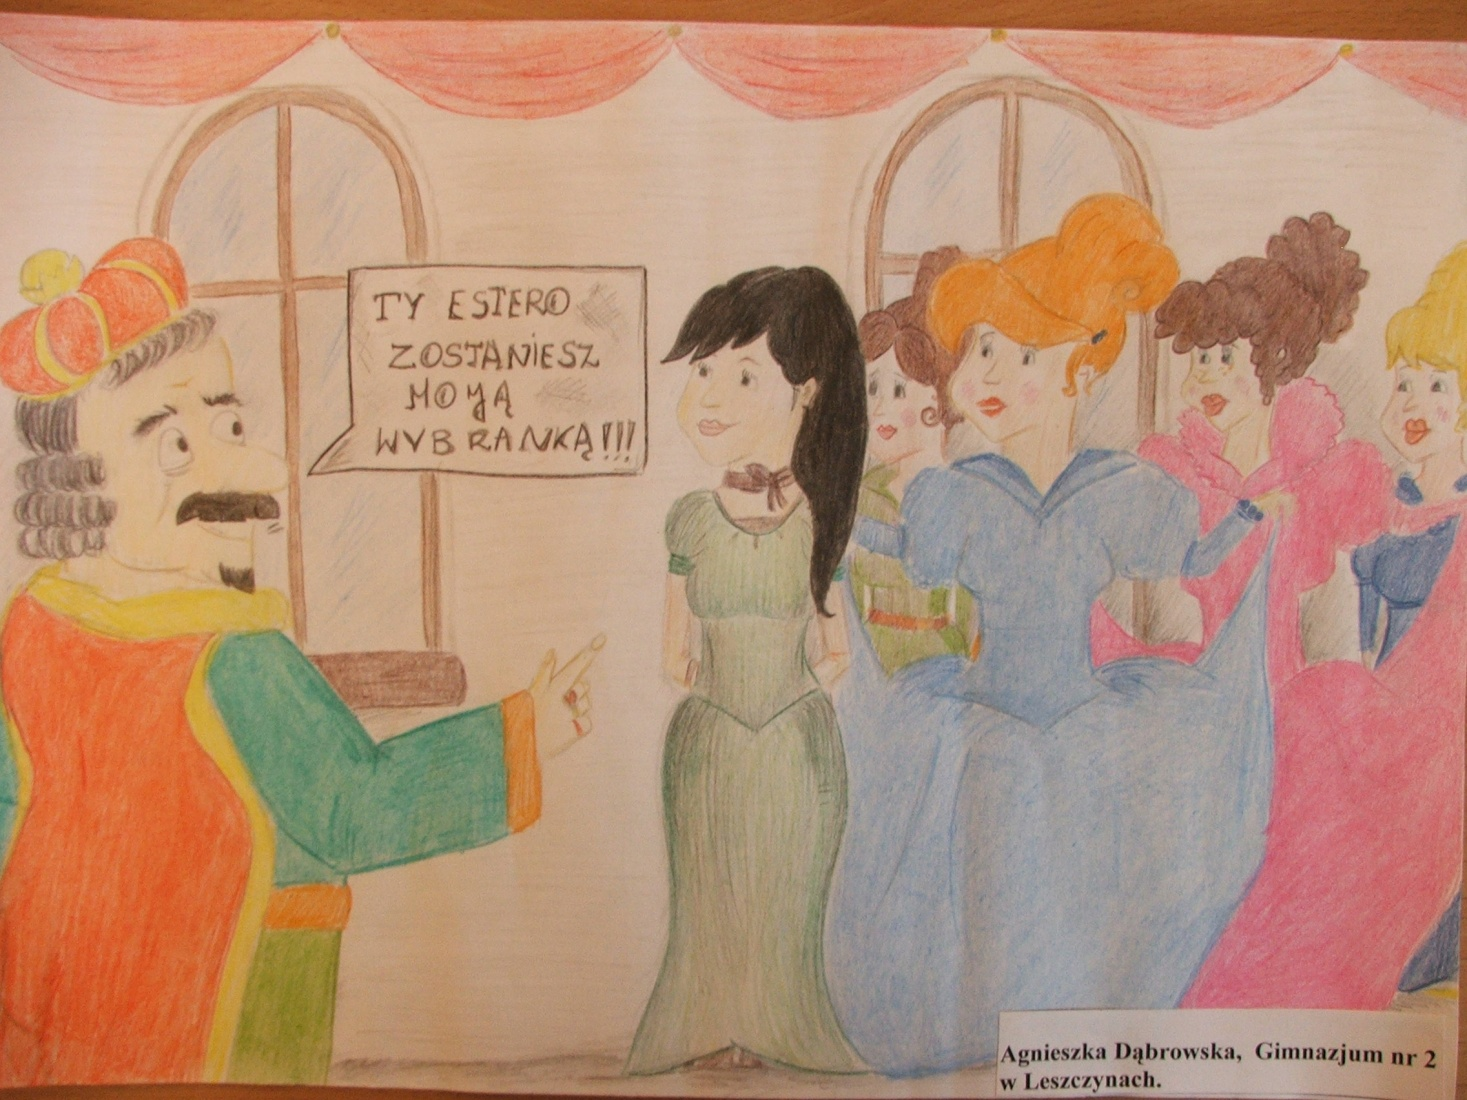 TY ESTERO
ZOSTANIESZ
MOJĄ
WYBRANKĄ!!!
Agnieszka Dąbrowska, Gimnazjum nr 2
w Leszczynach.